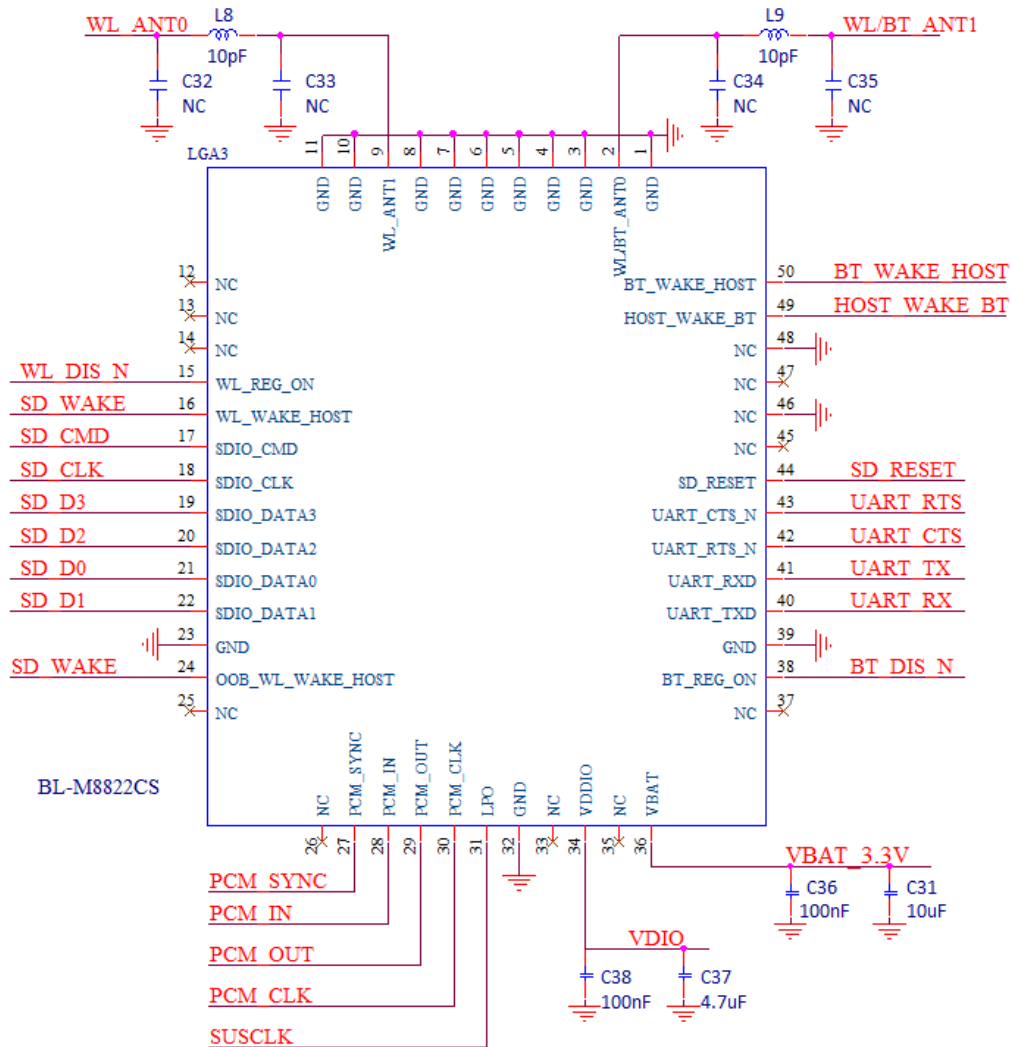 WL_ANT0
L8
10pF
C32
NC
C33
NC
L9
10pF
WL/BT_ANT1
C34
NC
C35
NC
LGA3
11
10
9
8
7
6
5
4
3
2
1
GND
GND
WL_ANT1
GND
GND
GND
GND
GND
GND
WL/BT_ANT0
GND
12
NC
13
NC
14
NC
WL_DIS_N
15
WL_REG_ON
SD_WAKE
16
WL_WAKE_HOST
SD_CMD
17
SDIO_CMD
SD_CLK
18
SDIO_CLK
SD_D3
19
SDIO_DATA3
SD_D2
20
SDIO_DATA2
SD_D0
21
SDIO_DATA0
SD_D1
22
SDIO_DATA1
23
GND
SD_WAKE
24
OOB_WL_WAKE_HOST
25
NC
BT_WAKE_HOST
50
BT_WAKE_HOST
HOST_WAKE_BT
49
HOST_WAKE_BT
NC
48
NC
47
NC
46
NC
45
SD_RESET
44
SD_RESET
UART_CTS_N
43
UART_RTS
UART_RTS_N
42
UART_CTS
UART_RXD
41
UART_TX
UART_TXD
40
UART_RX
GND
39
BT_REG_ON
38
BT_DIS_N
NC
37
BL-M8822CS
NC
PCM_SYNC
PCM_IN
PCM_OUT
PCM_CLK
LPO
GND
NC
VDDIO
NC
VBAT
26
27
28
29
30
31
32
33
34
35
36
PCM_SYNC
PCM_IN
PCM_OUT
PCM_CLK
SUSCLK
VBAT_3.3V
C36
100nF
C31
10uF
VDIO
C38
100nF
C37
4.7uF